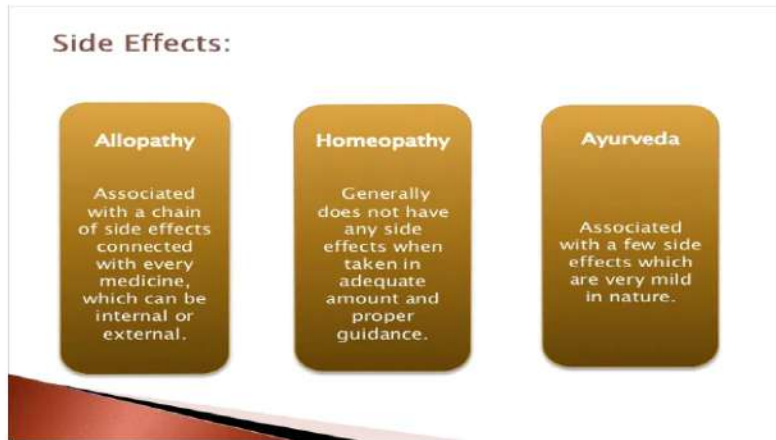 Side Effects:
Allopathy
Associated
with a chain
of side effects
connected
with every
medicine,
which can be
internal or
external.
Homeopathy
Generally
does not have
any side
effects when
taken in
adequate
amount and
proper
guidance.
Ayurveda
Associated
with a few side
effects which
are very mild
in nature.